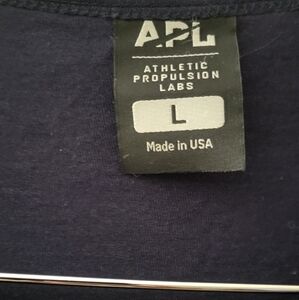 APL
ATHLETIC
PROPULSION
LABS
L
Made in USA